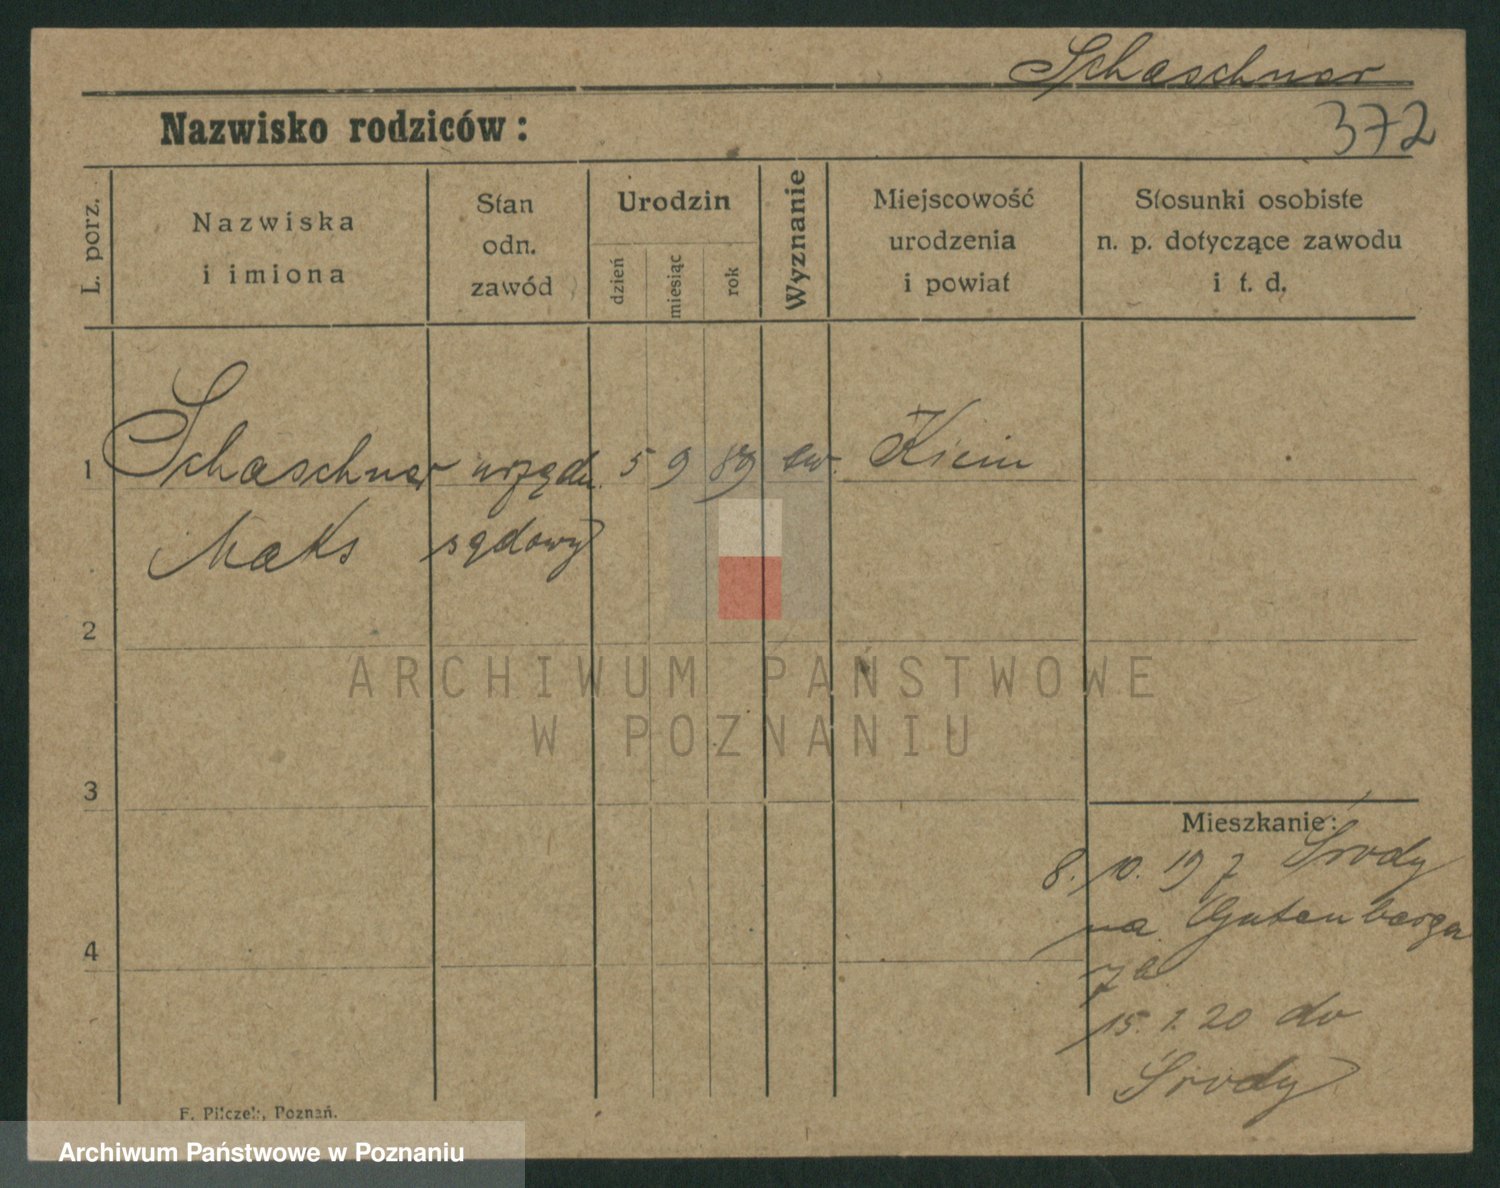 Schaschner
372
Nazwisko rodziców:
L. porz.
Nazwiska
i imiona
Stan
odn.
zawód
Urodzin
dzień
miesiąc
rok
Wyznanie
Miejscowość
urodzenia
i powiat
Stosunki osobiste
n. p. dotyczące zawodu
i t. d.
1
Schaschner urzędn. 5 9 89 ew. Kicin
Maks sądowy
2
ARCHIWUM PAŃSTWOWE
W POZNANIU
3
Mieszkanie:
8. 10. 19 z Środy
na Gutenberga
7a
4
15. 1. 20 do
Środy
F. Pilczek, Poznań.
Archiwum Państwowe w Poznaniu